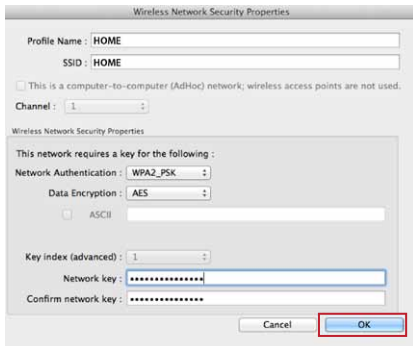 Wireless Network Security Properties
Profile Name : HOME
SSID : HOME
This is a computer-to-computer (AdHoc) network; wireless access points are not used.
Channel : 1
Wireless Network Security Properties
This network requires a key for the following :
Network Authentication : WPA2_PSK
Data Encryption : AES
ASCII
Key index (advanced) : 1
Network key : •••••••••••••••
Confirm network key : •••••••••••••••
Cancel OK